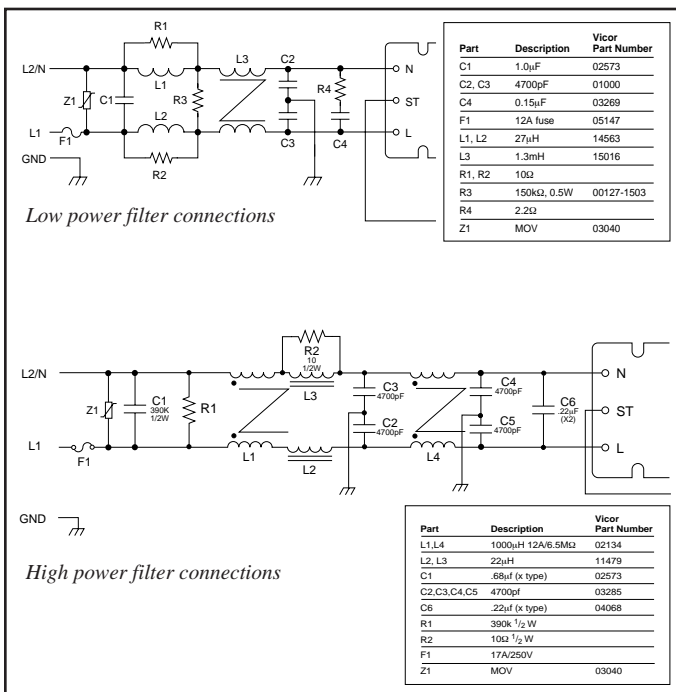 R1
L2/N
L1
L3
C2
N
Z1
C1
R3
R4
ST
L2
L1
F1
C3
C4
L
GND
R2
Low power filter connections
Part Description Vicor Part Number
C1 1.0µF 02573
C2, C3 4700pF 01000
C4 0.15µF 03269
F1 12A fuse 05147
L1, L2 27µH 14563
L3 1.3mH 15016
R1, R2 10Ω
R3 150kΩ, 0.5W 00127-1503
R4 2.2Ω
Z1 MOV 03040
R2
10
1/2W
L2/N
L3
N
Z1
C1
390K
1/2W
R1
C3
4700pF
C4
4700pF
C6
.22µF
(X2)
ST
C2
4700pF
C5
4700pF
L1
F1
L1
L2
L4
L
GND
High power filter connections
Part Description Vicor Part Number
L1,L4 1000µH 12A/6.5MΩ 02134
L2, L3 22µH 11479
C1 .68µf (x type) 02573
C2,C3,C4,C5 4700pf 03285
C6 .22µf (x type) 04068
R1 390k 1/2 W
R2 10Ω 1/2 W
F1 17A/250V
Z1 MOV 03040